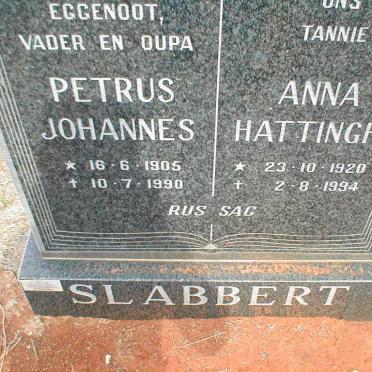 EGGENOOT,
VADER EN OUPA
PETRUS
JOHANNES
★ 16·6·1905
✝ 10·7·1990
ONS
TANNIE
ANNA
HATTINGH
★ 23·10·1920
✝ 2·8·1994
RUS SAG
SLABBERT